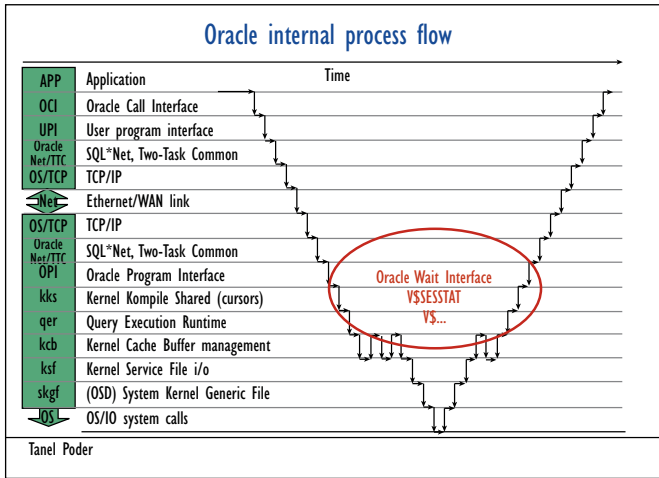 Oracle internal process flow
Time
APP Application
OCI Oracle Call Interface
UPI User program interface
Oracle Net/TTC SQL*Net, Two-Task Common
OS/TCP TCP/IP
Net Ethernet/WAN link
OS/TCP TCP/IP
Oracle Net/TTC SQL*Net, Two-Task Common
OPI Oracle Program Interface
kks Kernel Kompile Shared (cursors)
qer Query Execution Runtime
kcb Kernel Cache Buffer management
ksf Kernel Service File i/o
skgf (OSD) System Kernel Generic File
OS OS/IO system calls
Oracle Wait Interface
V$SESSTAT
V$...
Tanel Poder